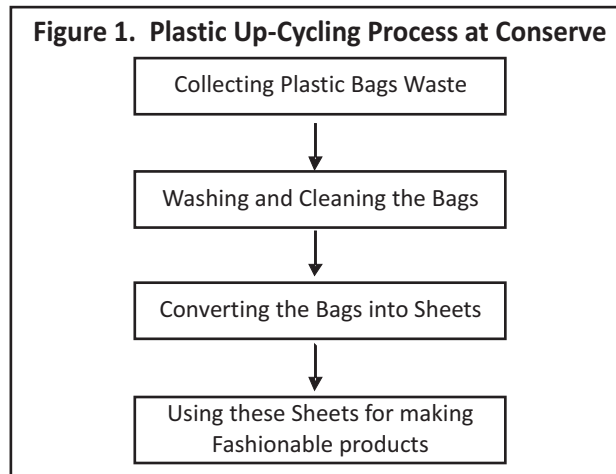 Figure 1. Plastic Up-Cycling Process at Conserve
Collecting Plastic Bags Waste
Washing and Cleaning the Bags
Converting the Bags into Sheets
Using these Sheets for making
Fashionable products